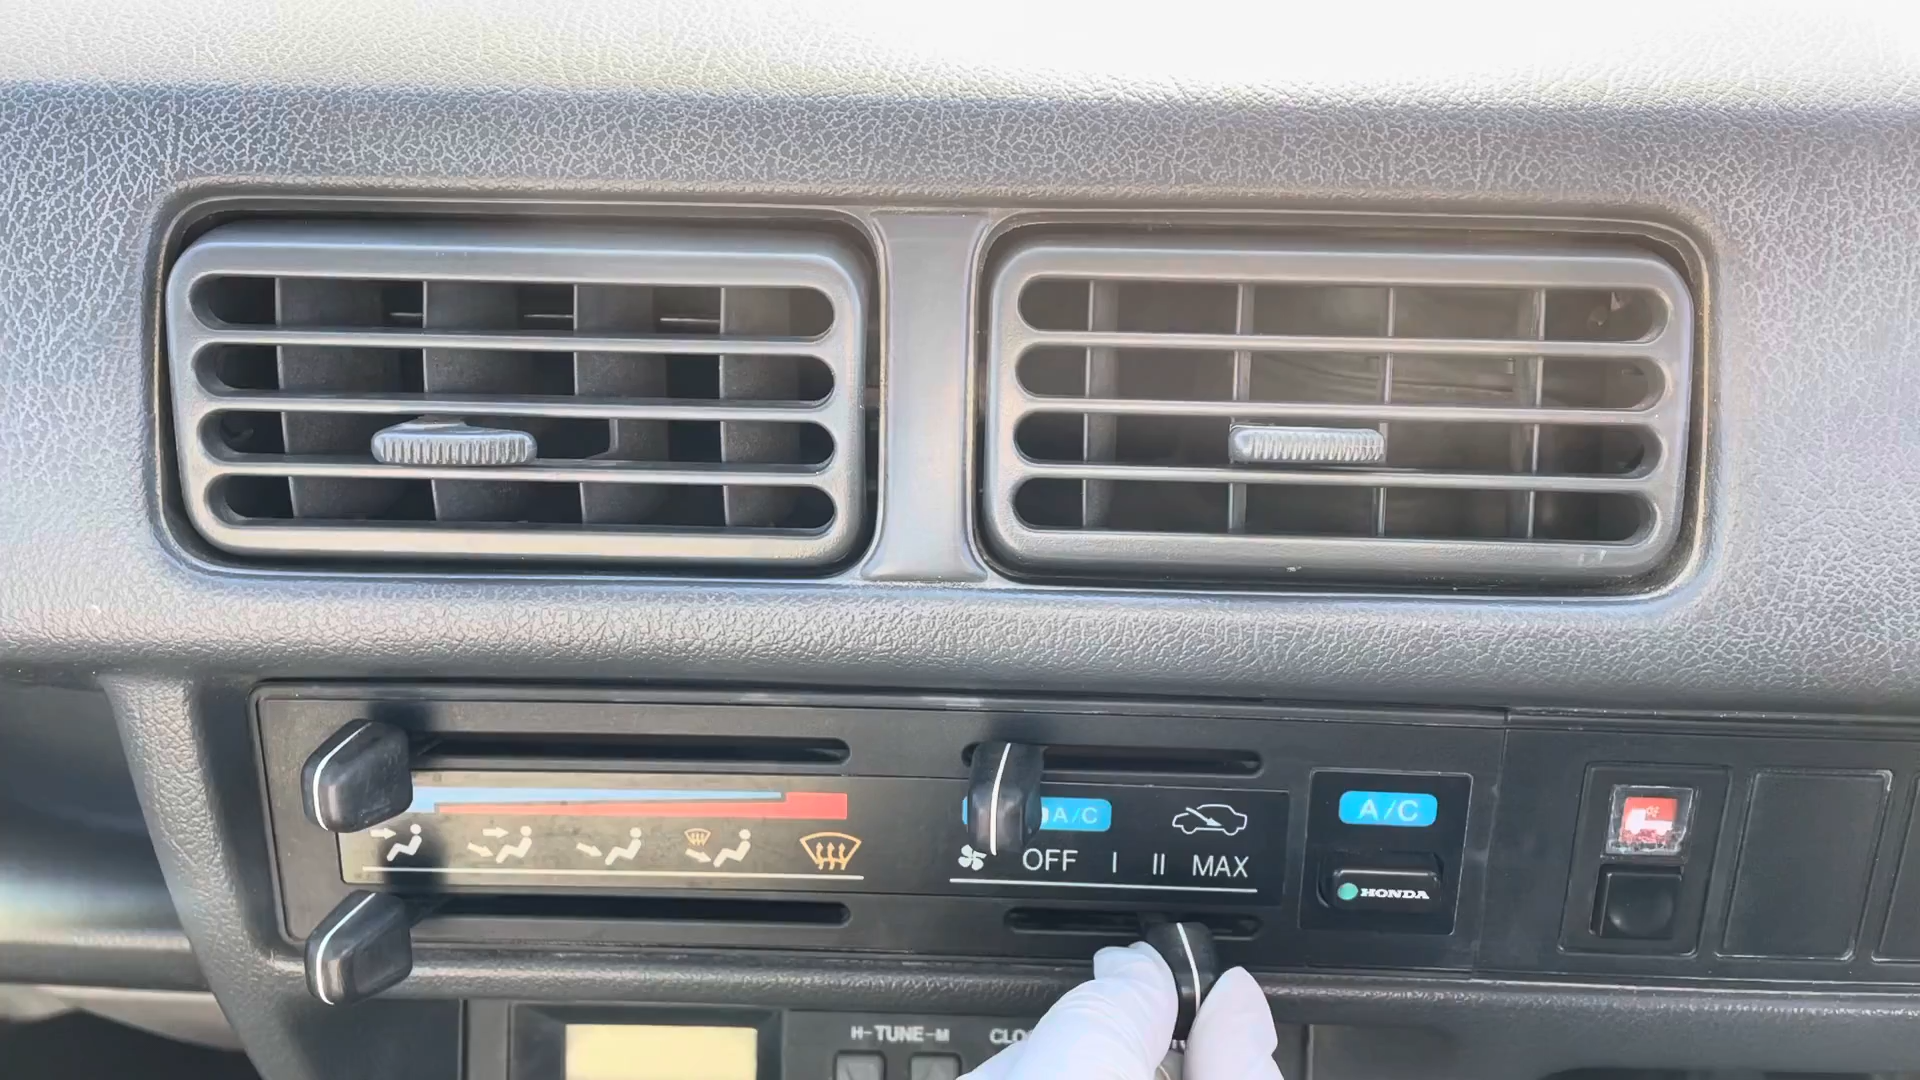 A/C
A/C
OFF I II MAX
HONDA
H-TUNE-M